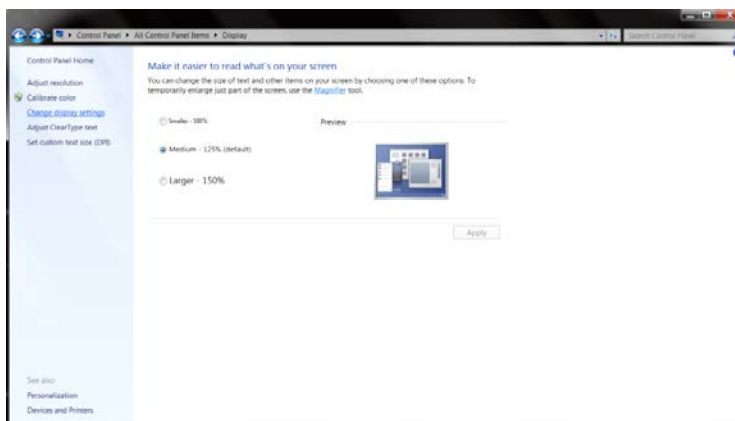 Control Panel ▸ All Control Panel Items ▸ Display
Search Control Panel
Control Panel Home
Adjust resolution
Calibrate color
Change display settings
Adjust ClearType text
Set custom text size (DPI)
See also
Personalization
Devices and Printers
Make it easier to read what's on your screen
You can change the size of text and other items on your screen by choosing one of these options. To
temporarily enlarge just part of the screen, use the Magnifier tool.
Smaller - 100%
Preview
Medium - 125% (default)
Larger - 150%
Apply